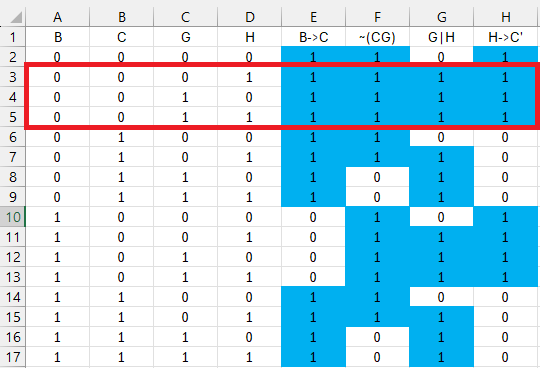 A B C D E F G H
1 B C G H B->C ~(CG) G|H H->C'
2 0 0 0 0 1 1 0 1
3 0 0 0 1 1 1 1 1
4 0 0 1 0 1 1 1 1
5 0 0 1 1 1 1 1 1
6 0 1 0 0 1 1 0 0
7 0 1 0 1 1 1 1 0
8 0 1 1 0 1 0 1 0
9 0 1 1 1 1 0 1 0
10 1 0 0 0 0 1 0 1
11 1 0 0 1 0 1 1 1
12 1 0 1 0 0 1 1 1
13 1 0 1 1 0 1 1 1
14 1 1 0 0 1 1 0 0
15 1 1 0 1 1 1 1 0
16 1 1 1 0 1 0 1 0
17 1 1 1 1 1 0 1 0